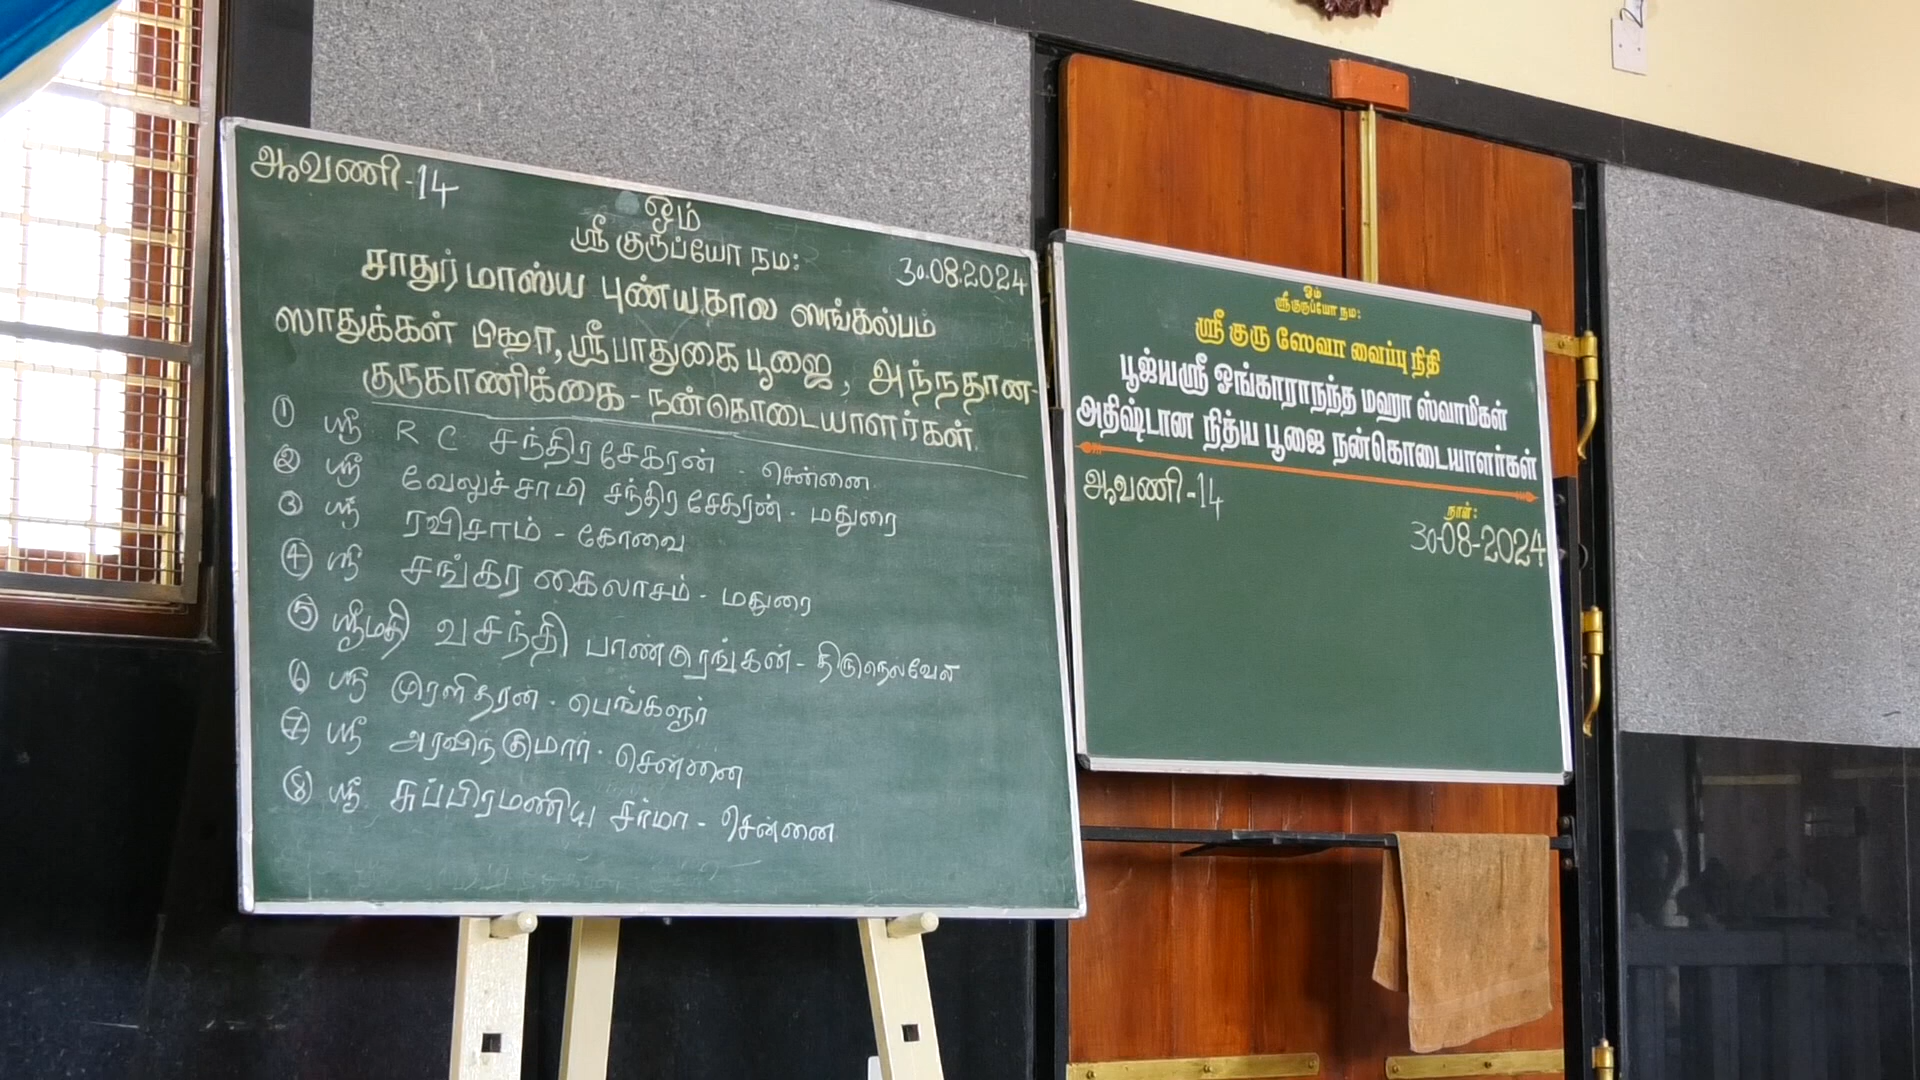 ஆவணி-14
ஓம்
ஸ்ரீ குருப்யோ நம:
30.08.2024
சாதுர்மாஸ்ய புண்யகால ஸங்கல்பம்
ஸாதுக்கள் பிக்ஷா, ஸ்ரீபாதுகை பூஜை, அந்நதான-
குருகாணிக்கை - நன்கொடையாளர்கள்.
① ஸ்ரீ R C சந்திரசேகரன் - சென்னை
② ஸ்ரீ வேலுச்சாமி சந்திரசேகரன் - மதுரை
③ ஸ்ரீ ரவிசாம் - கோவை
④ ஸ்ரீ சங்கர கைலாசம் - மதுரை
⑤ ஸ்ரீமதி வசந்தி பாண்டுரங்கன் - திருநெல்வேலி
⑥ ஸ்ரீ முரளிதரன் - பெங்களூர்
⑦ ஸ்ரீ அரவிந்குமார் - சென்னை
⑧ ஸ்ரீ சுப்பிரமணிய சர்மா - சென்னை
ஓம்
ஸ்ரீகுருப்யோ நம:
ஸ்ரீ குரு ஸேவா வைப்பு நிதி
பூஜ்யஸ்ரீ ஓங்காராநந்த மஹா ஸ்வாமிகள்
அதிஷ்டான நித்ய பூஜை நன்கொடையாளர்கள்
ஆவணி-14
நாள்:
30-08-2024